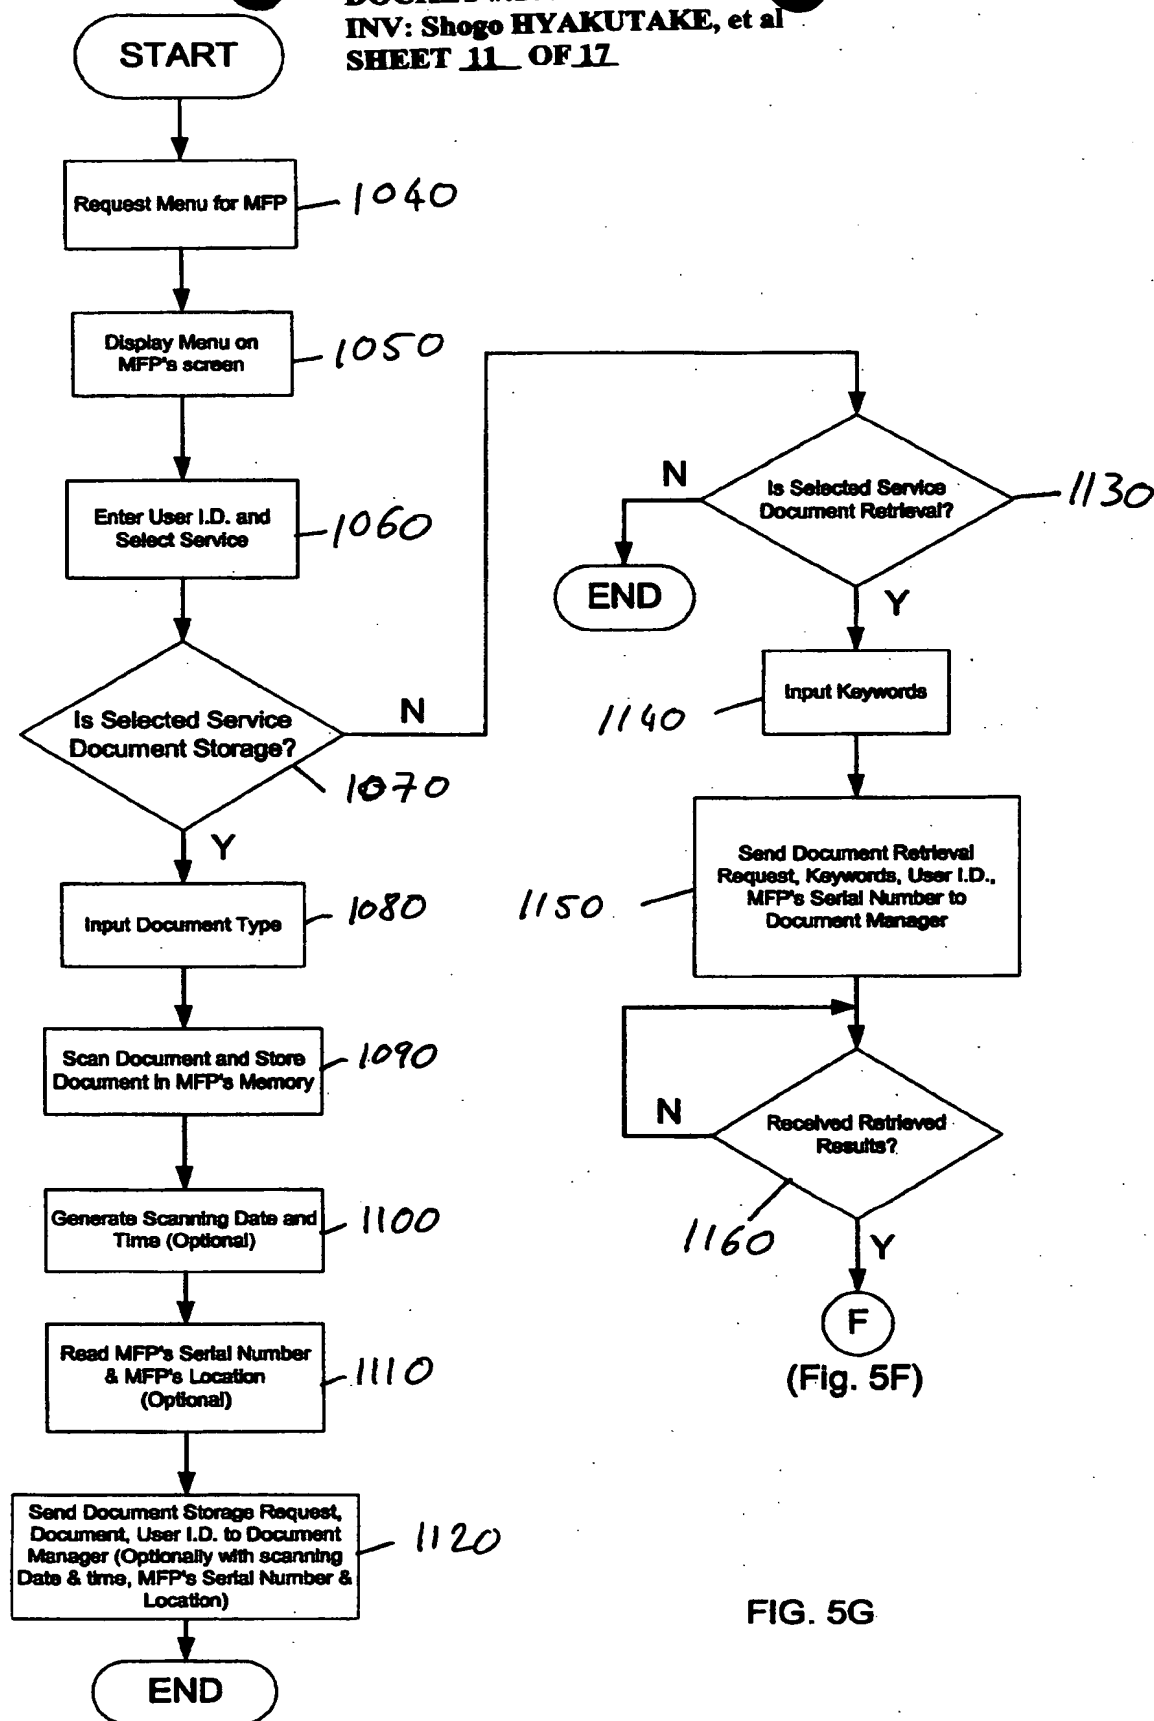 INV: Shogo HYAKUTAKE, et al
SHEET 11 OF 17
START
Request Menu for MFP
1040
Display Menu on
MFP's screen
1050
Enter User I.D. and
Select Service
1060
Is Selected Service
Document Storage?
N
1070
Y
Input Document Type
1080
Scan Document and Store
Document in MFP's Memory
1090
Generate Scanning Date and
Time (Optional)
1100
Read MFP's Serial Number
& MFP's Location
(Optional)
1110
Send Document Storage Request,
Document, User I.D. to Document
Manager (Optionally with scanning
Date & time, MFP's Serial Number &
Location)
1120
END
Is Selected Service
Document Retrieval?
N
1130
END
Y
Input Keywords
1140
Send Document Retrieval
Request, Keywords, User I.D.,
MFP's Serial Number to
Document Manager
1150
Received Retrieved
Results?
N
1160
Y
F
(Fig. 5F)
FIG. 5G